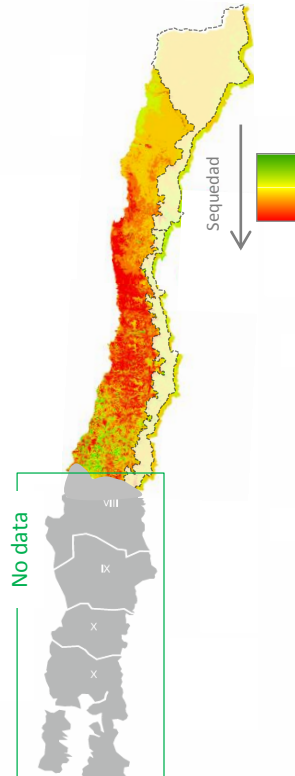 Sequedad
No data
VIII
IX
X
X